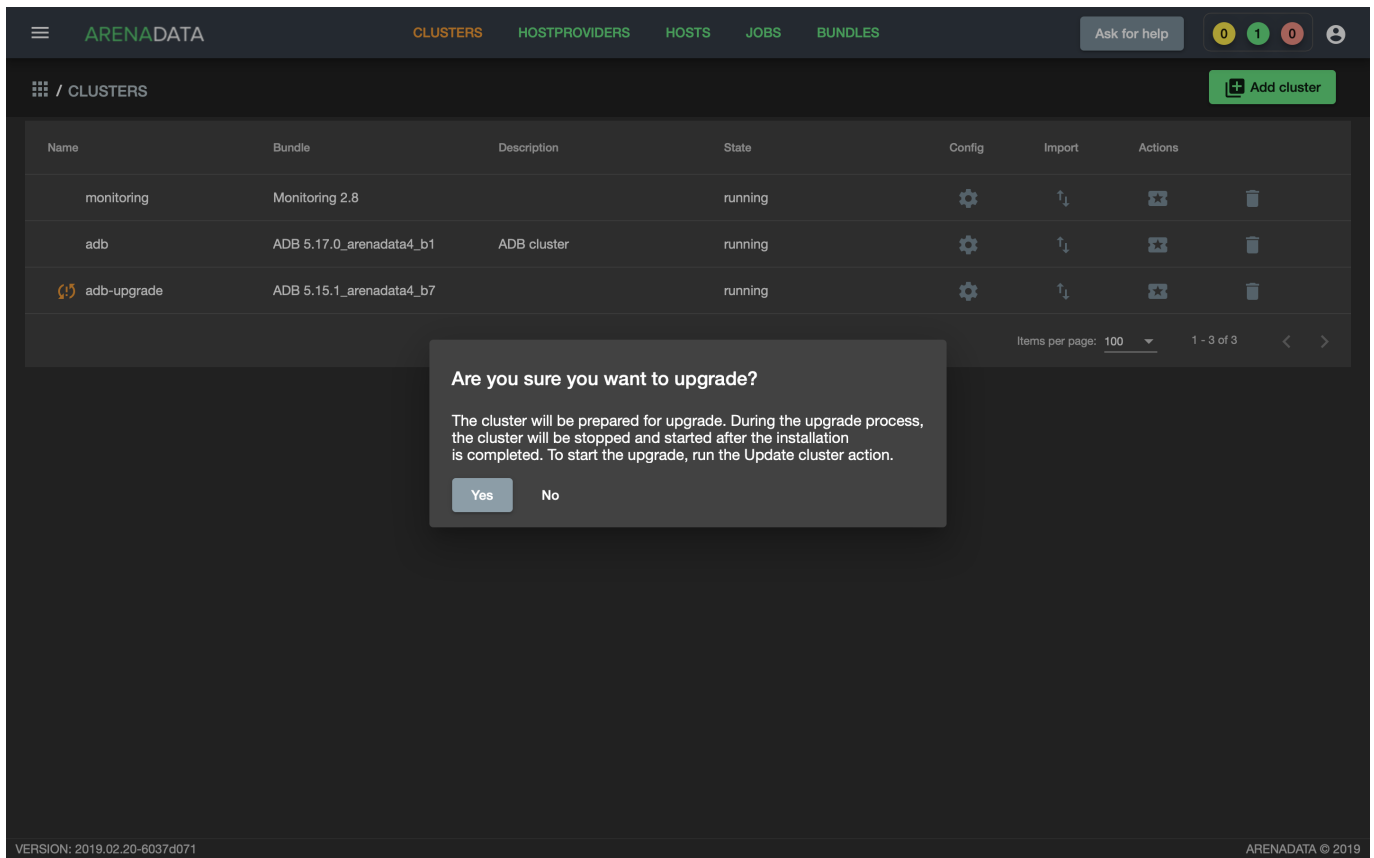 ARENADATA
CLUSTERS HOSTPROVIDERS HOSTS JOBS BUNDLES
Ask for help
0 1 0
/ CLUSTERS
Add cluster
Name Bundle Description State Config Import Actions
monitoring Monitoring 2.8 running
adb ADB 5.17.0_arenadata4_b1 ADB cluster running
adb-upgrade ADB 5.15.1_arenadata4_b7 running
Items per page: 100 1 - 3 of 3
Are you sure you want to upgrade?
The cluster will be prepared for upgrade. During the upgrade process,
the cluster will be stopped and started after the installation
is completed. To start the upgrade, run the Update cluster action.
Yes No
VERSION: 2019.02.20-6037d071 ARENADATA © 2019